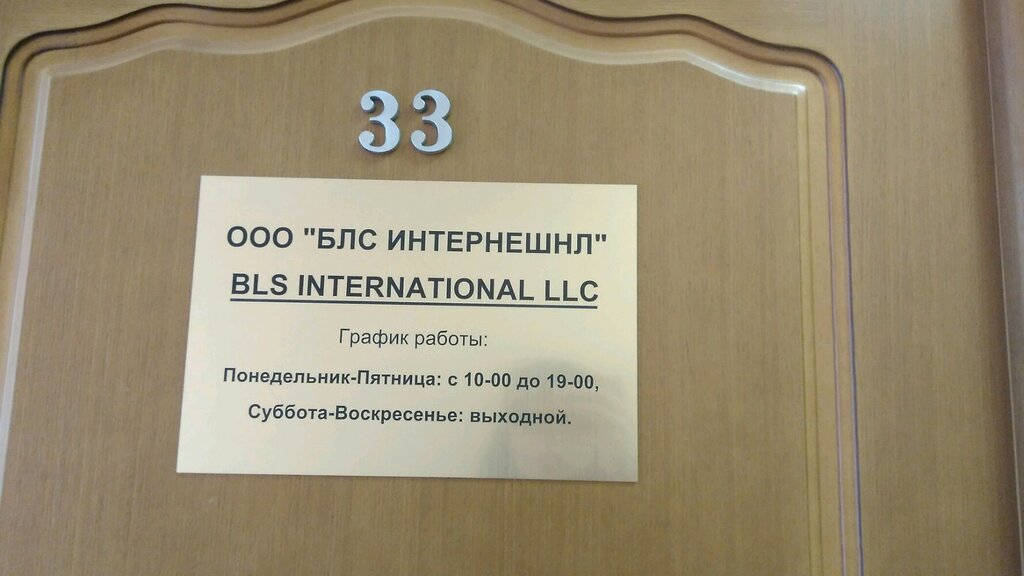 33
ООО "БЛС ИНТЕРНЕШНЛ"
BLS INTERNATIONAL LLC
График работы:
Понедельник-Пятница: с 10-00 до 19-00,
Суббота-Воскресенье: выходной.